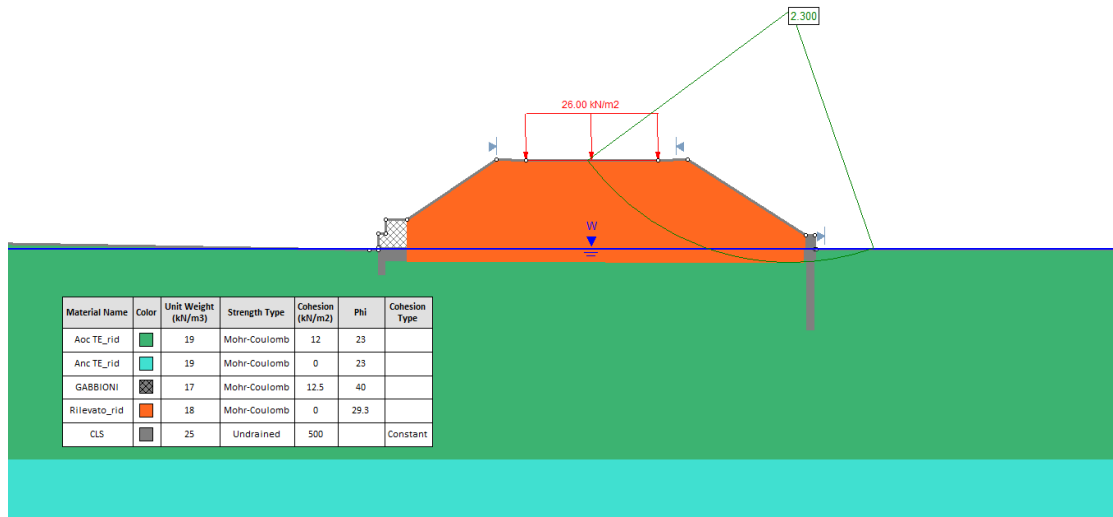 2.300
26.00 kN/m2
W
Material Name Color Unit Weight (kN/m3) Strength Type Cohesion (kN/m2) Phi Cohesion Type
Aoc TE_rid 19 Mohr-Coulomb 12 23
Anc TE_rid 19 Mohr-Coulomb 0 23
GABBIONI 17 Mohr-Coulomb 12.5 40
Rilevato_rid 18 Mohr-Coulomb 0 29.3
CLS 25 Undrained 500 Constant